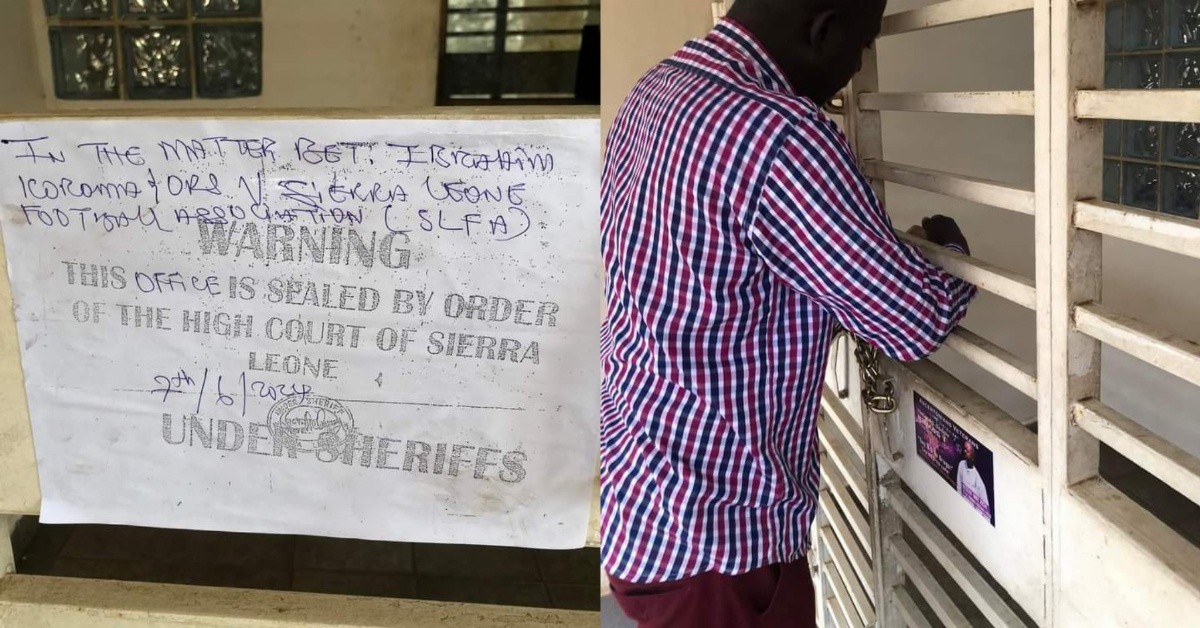 IN THE MATTER BET. IBRAHIM
KOROMA & ORS V SIERRA LEONE
FOOTBALL ASSOCIATION (SLFA)
WARNING
THIS OFFICE IS SEALED BY ORDER
OF THE HIGH COURT OF SIERRA
LEONE
7th/6/2024
UNDER SHERIFFS
VETERANS